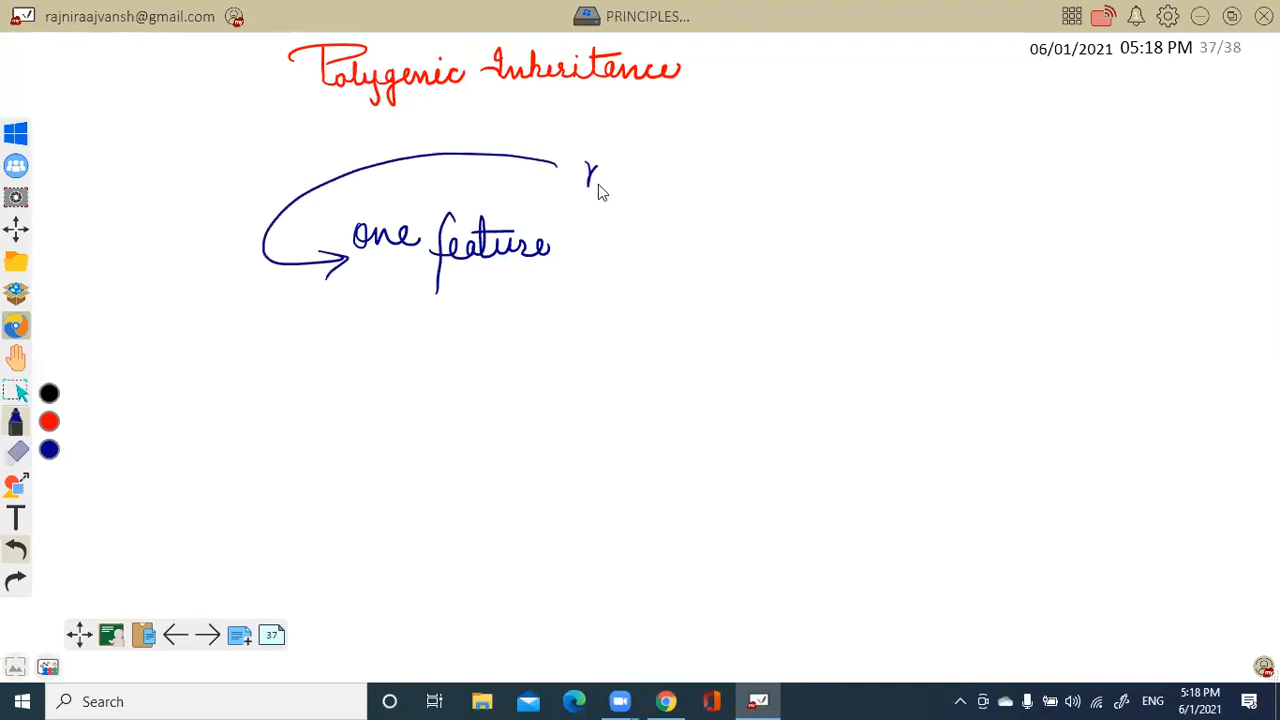 rajniraajvansh@gmail.com
PRINCIPLES...
06/01/2021 05:18 PM 37/38
Polygenic Inheritance
one feature
37
Search
ENG
5:18 PM
6/1/2021